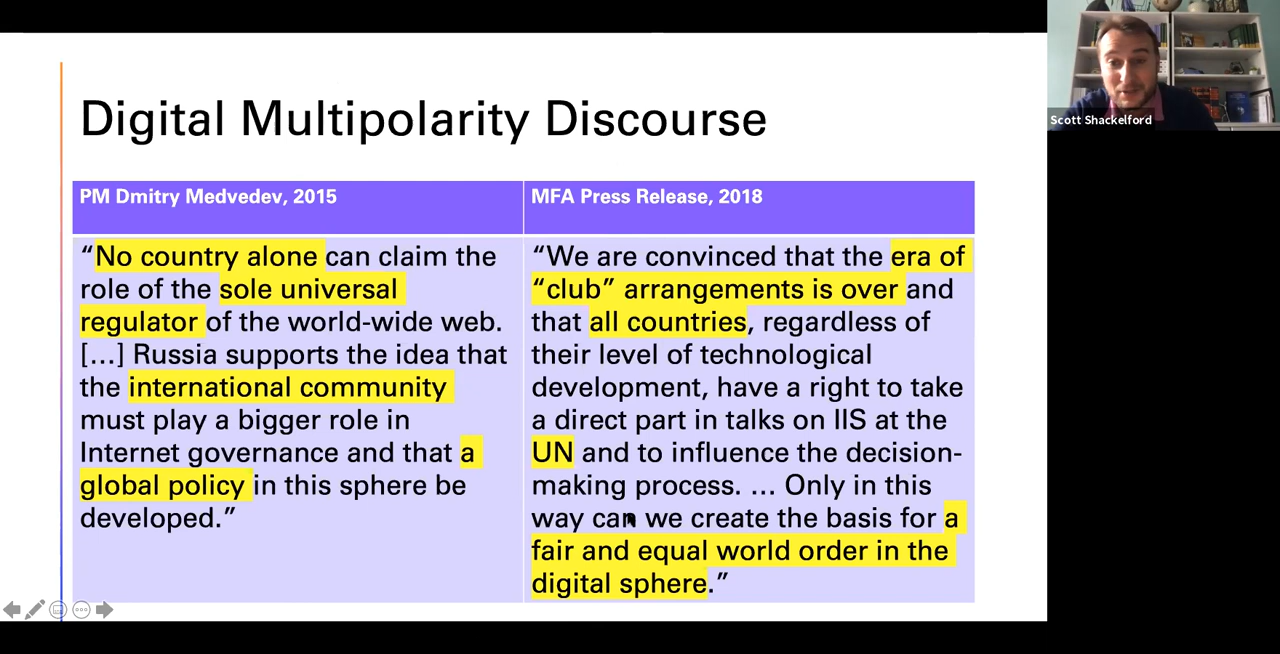 Digital Multipolarity Discourse
PM Dmitry Medvedev, 2015
“No country alone can claim the
role of the sole universal
regulator of the world-wide web.
[…] Russia supports the idea that
the international community
must play a bigger role in
Internet governance and that a
global policy in this sphere be
developed.”
MFA Press Release, 2018
“We are convinced that the era of
“club” arrangements is over and
that all countries, regardless of
their level of technological
development, have a right to take
a direct part in talks on IIS at the
UN and to influence the decision-
making process. … Only in this
way can we create the basis for a
fair and equal world order in the
digital sphere.”
Scott Shackelford